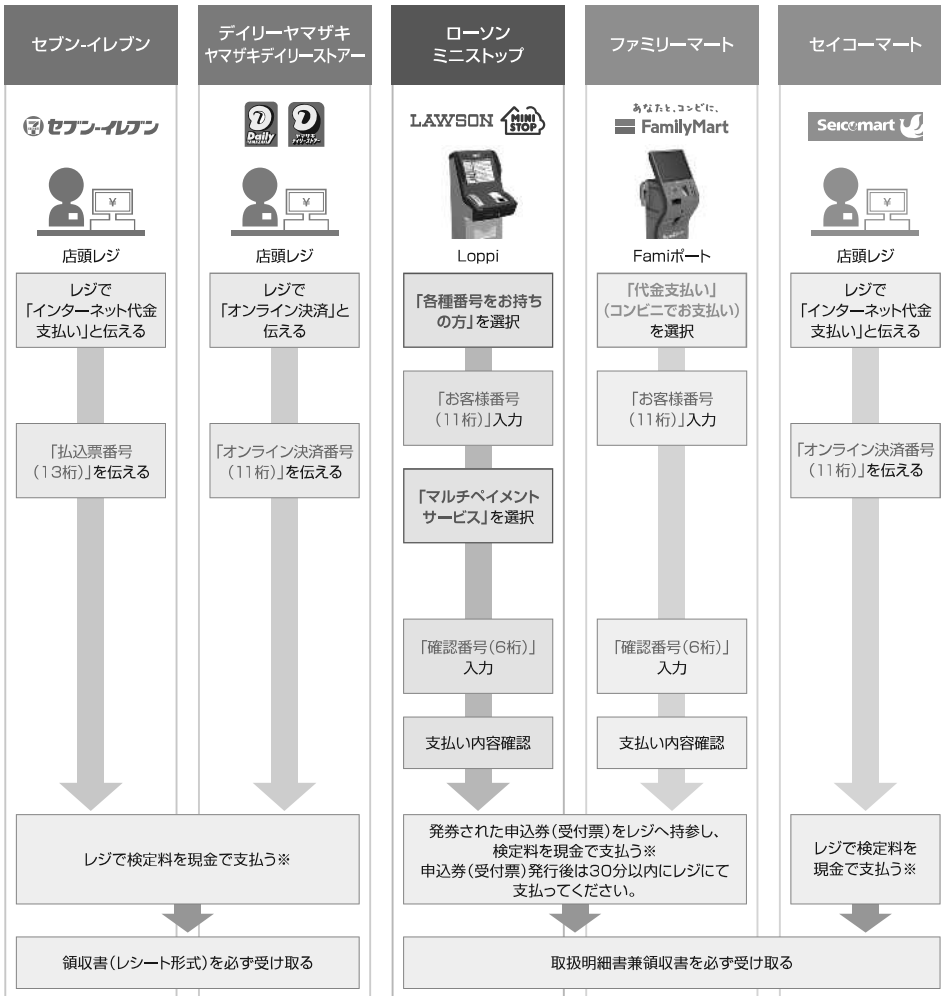 セブン-イレブン
デイリーヤマザキ
ヤマザキデイリーストアー
ローソン
ミニストップ
ファミリーマート
セイコーマート
セブン-イレブン
Daily
ヤマザキ
デイリーストアー
LAWSON
MINI
STOP
あなたと、コンビに、
FamilyMart
Seicomart
¥
¥
¥
店頭レジ
店頭レジ
Loppi
Famiポート
店頭レジ
レジで
「インターネット代金
支払い」と伝える
「払込票番号
(13桁)」を伝える
レジで
「オンライン決済」と
伝える
「オンライン決済番号
(11桁)」を伝える
「各種番号をお持ち
の方」を選択
「お客様番号
(11桁)」入力
「マルチペイメント
サービス」を選択
「確認番号(6桁)」
入力
支払い内容確認
「代金支払い」
(コンビニでお支払い)
を選択
「お客様番号
(11桁)」入力
「確認番号(6桁)」
入力
支払い内容確認
レジで
「インターネット代金
支払い」と伝える
「オンライン決済番号
(11桁)」を伝える
レジで検定料を現金で支払う※
発券された申込券(受付票)をレジへ持参し、
検定料を現金で支払う※
申込券(受付票)発行後は30分以内にレジにて
支払ってください。
レジで検定料を
現金で支払う※
領収書(レシート形式)を必ず受け取る
取扱明細書兼領収書を必ず受け取る